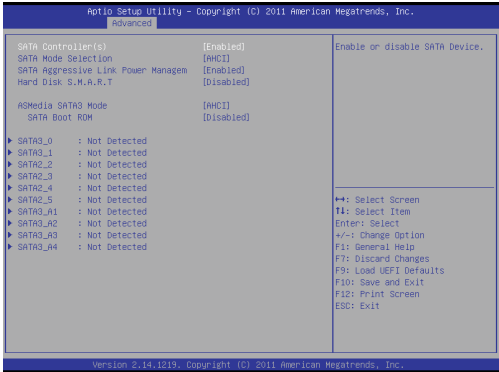 Aptio Setup Utility – Copyright (C) 2011 American Megatrends, Inc.
Advanced
SATA Controller(s) [Enabled]
SATA Mode Selection [AHCI]
SATA Aggressive Link Power Managem [Enabled]
Hard Disk S.M.A.R.T [Disabled]
ASMedia SATA3 Mode [AHCI]
SATA Boot ROM [Disabled]
SATA3_0 : Not Detected
SATA3_1 : Not Detected
SATA2_2 : Not Detected
SATA2_3 : Not Detected
SATA2_4 : Not Detected
SATA2_5 : Not Detected
SATA3_A1 : Not Detected
SATA3_A2 : Not Detected
SATA3_A3 : Not Detected
SATA3_A4 : Not Detected
Enable or disable SATA Device.
↔: Select Screen
↑↓: Select Item
Enter: Select
+/-: Change Option
F1: General Help
F7: Discard Changes
F9: Load UEFI Defaults
F10: Save and Exit
F12: Print Screen
ESC: Exit
Version 2.14.1219. Copyright (C) 2011 American Megatrends, Inc.